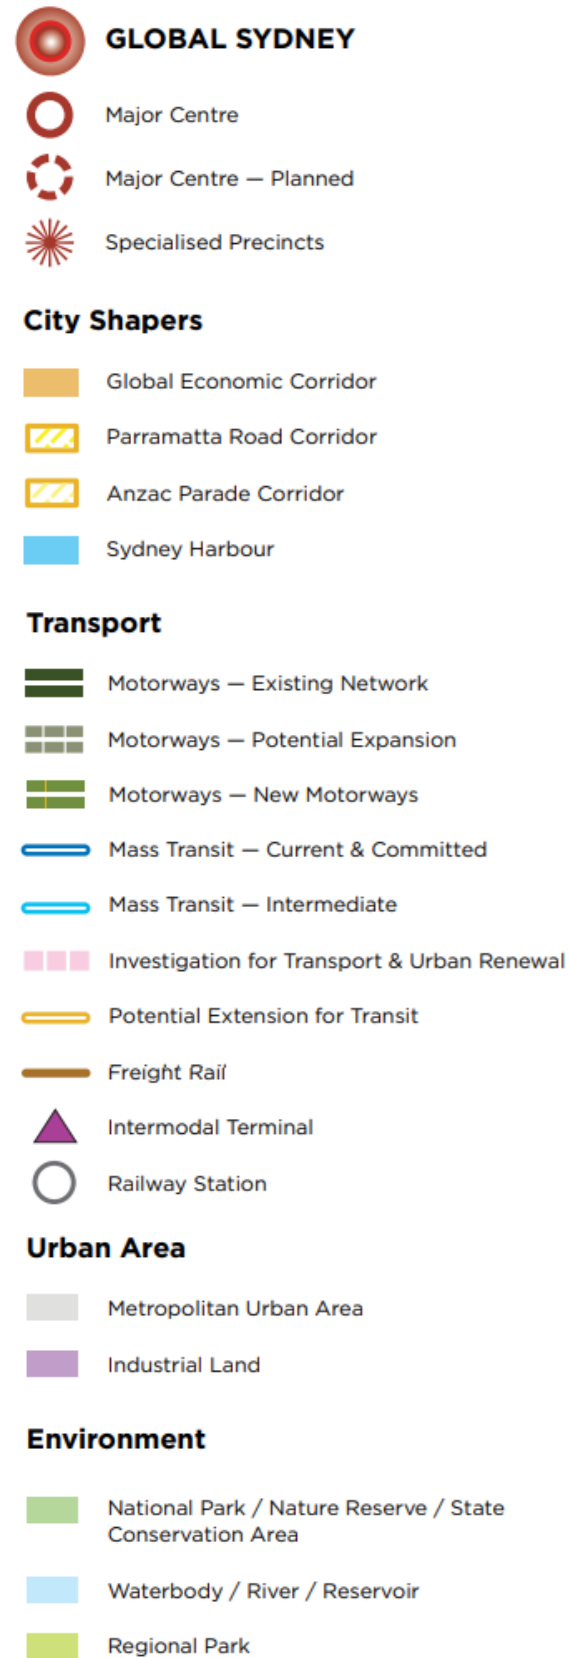 GLOBAL SYDNEY
Major Centre
Major Centre — Planned
Specialised Precincts
City Shapers
Global Economic Corridor
Parramatta Road Corridor
Anzac Parade Corridor
Sydney Harbour
Transport
Motorways — Existing Network
Motorways — Potential Expansion
Motorways — New Motorways
Mass Transit — Current & Committed
Mass Transit — Intermediate
Investigation for Transport & Urban Renewal
Potential Extension for Transit
Freight Rail
Intermodal Terminal
Railway Station
Urban Area
Metropolitan Urban Area
Industrial Land
Environment
National Park / Nature Reserve / State
Conservation Area
Waterbody / River / Reservoir
Regional Park